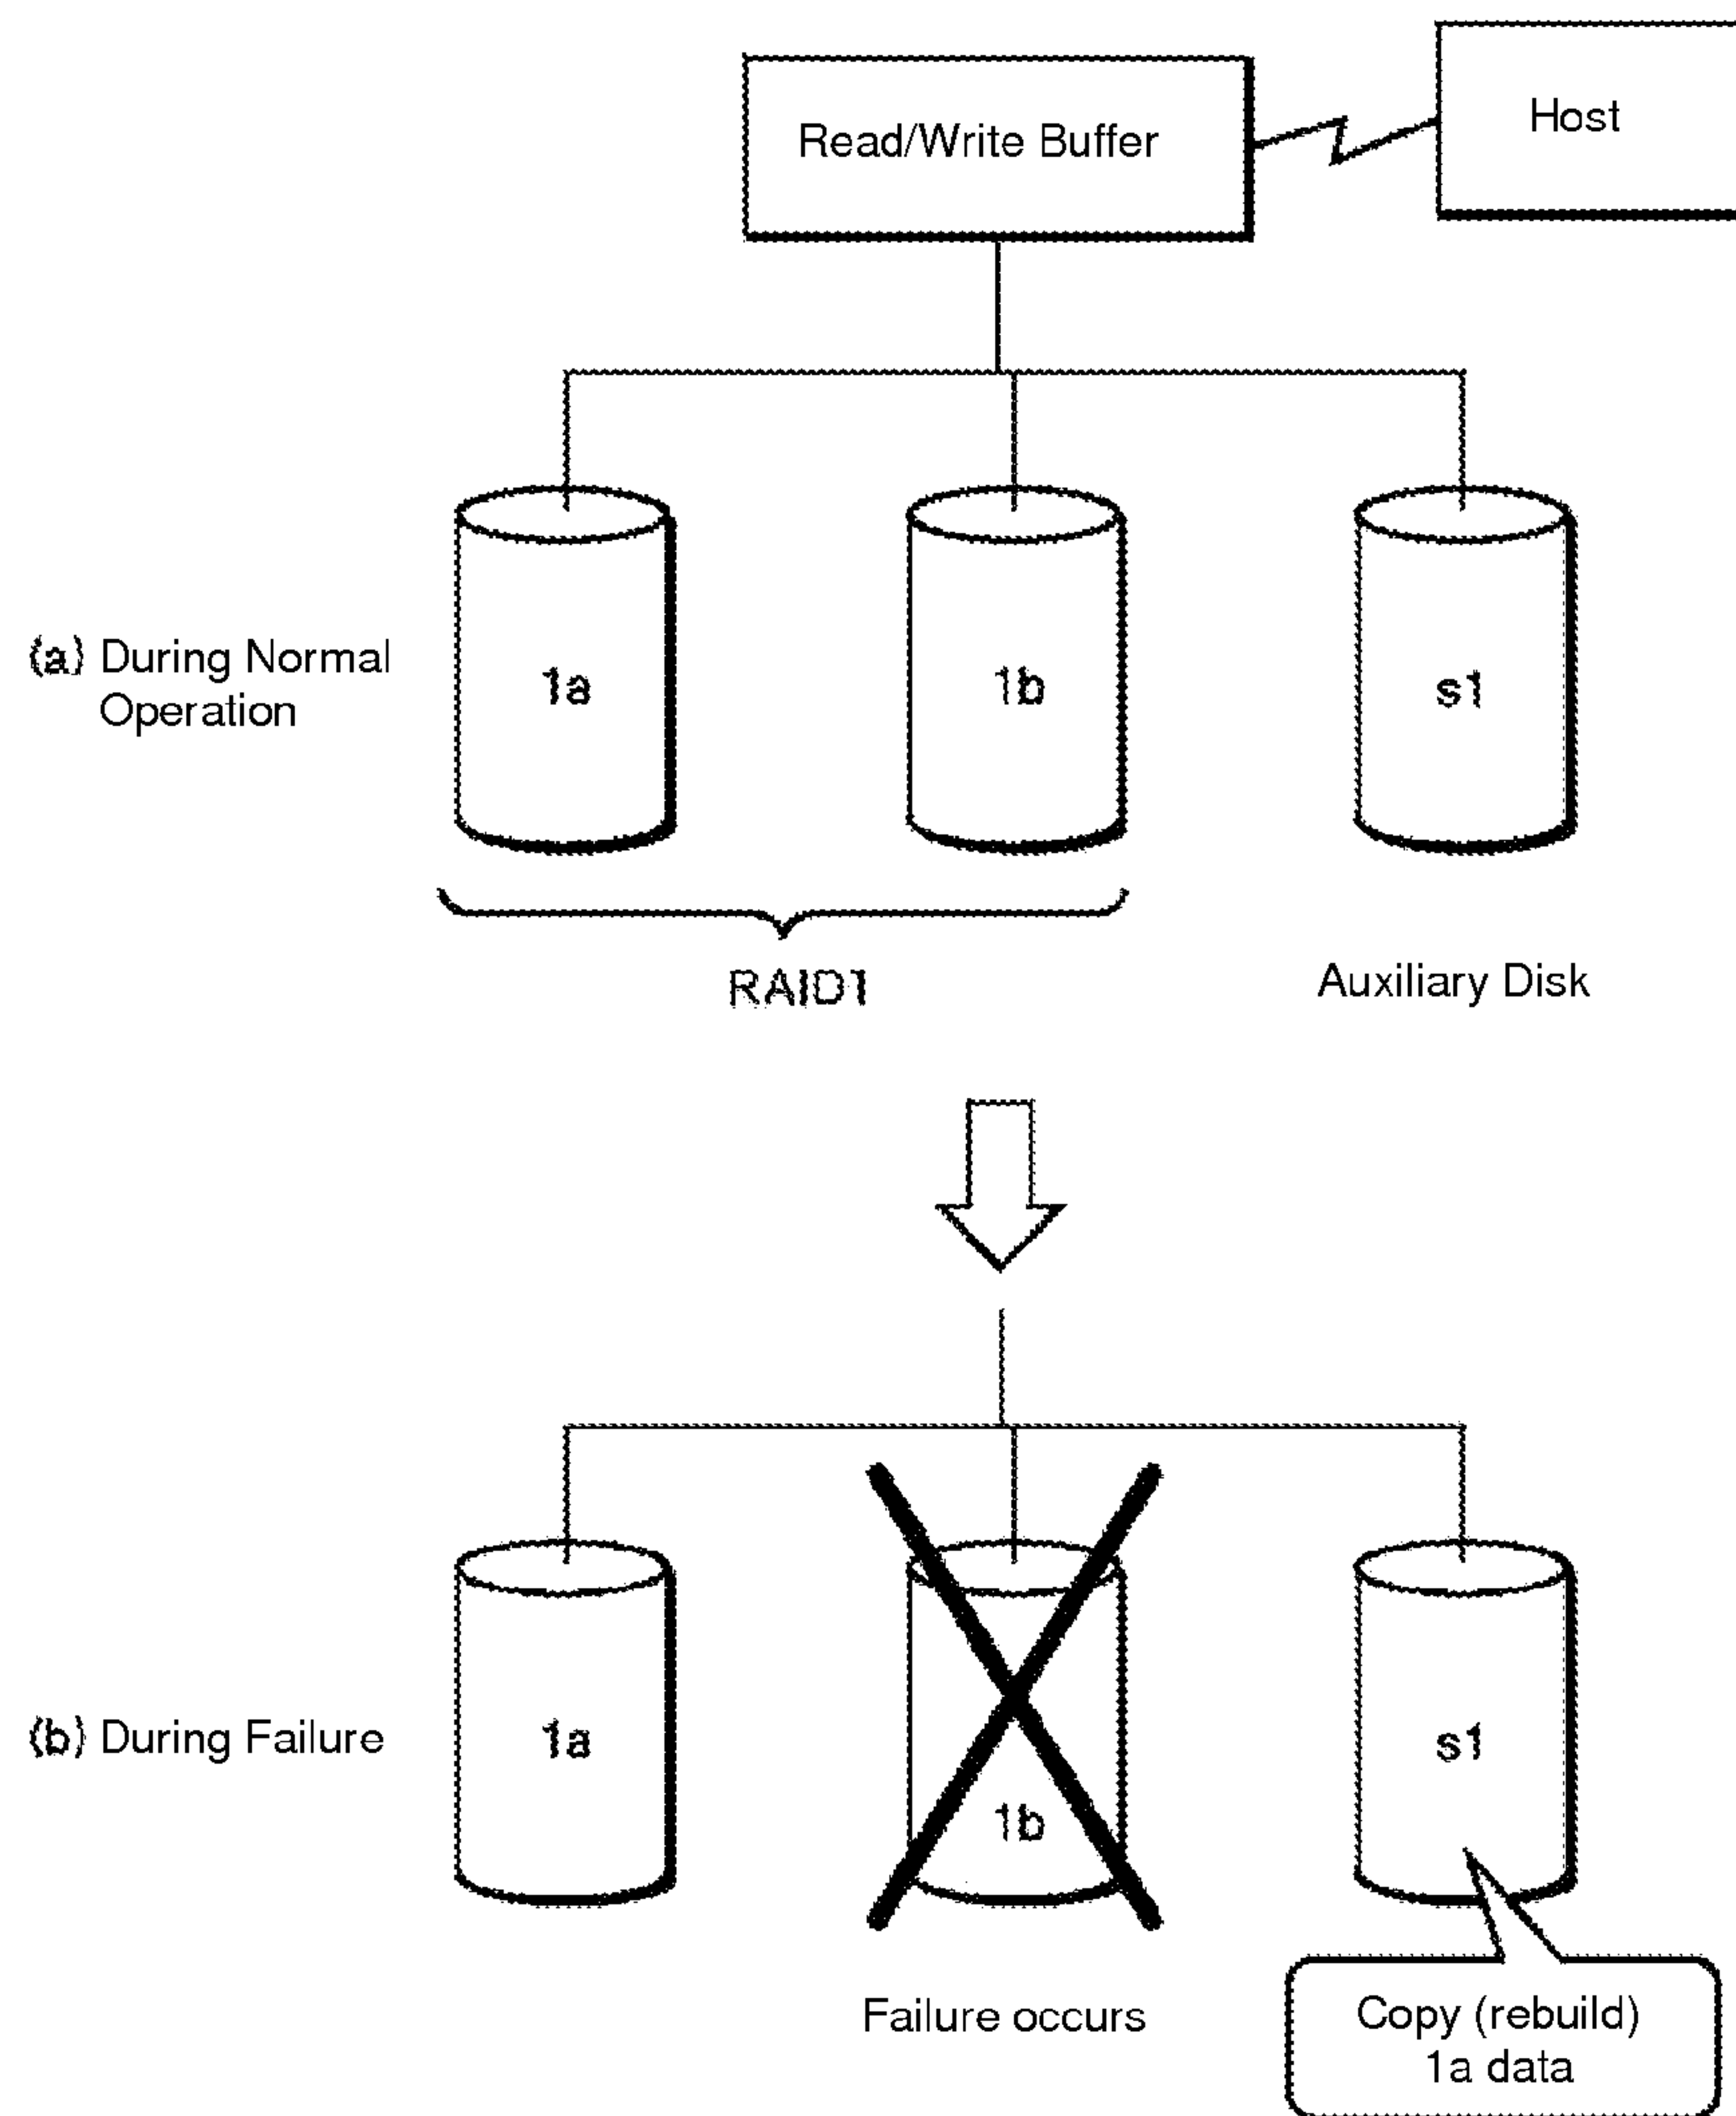 Read/Write Buffer
Host
(a) During Normal
Operation
1a
1b
s1
RAID1
Auxiliary Disk
(b) During Failure
1a
1b
s1
Failure occurs
Copy (rebuild)
1a data